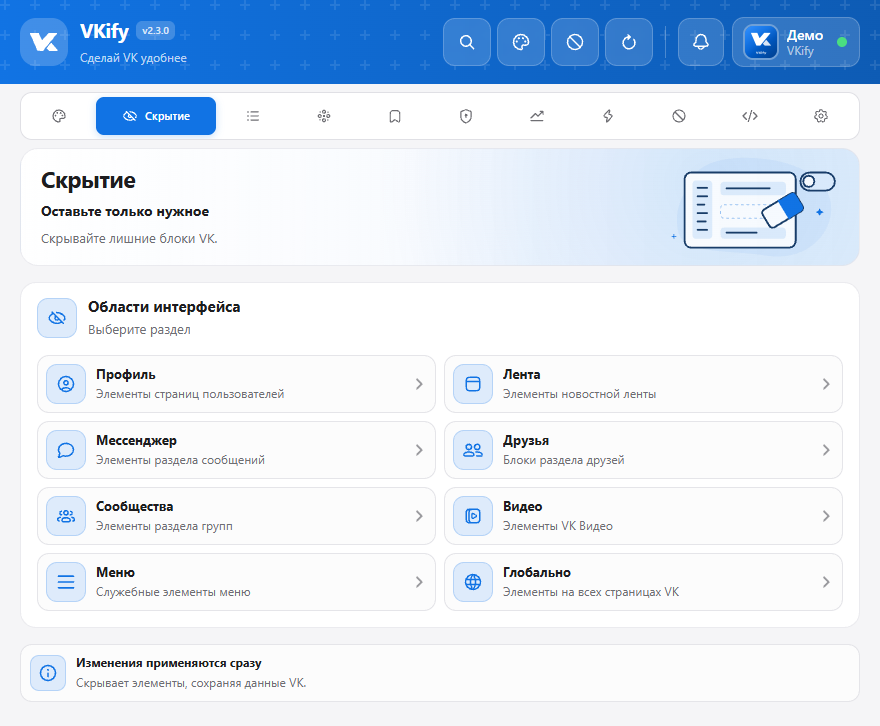 VKify v2.3.0
Сделай VK удобнее
Демо
VKify
Скрытие
Скрытие
Оставьте только нужное
Скрывайте лишние блоки VK.
Области интерфейса
Выберите раздел
Профиль
Элементы страниц пользователей
Лента
Элементы новостной ленты
Мессенджер
Элементы раздела сообщений
Друзья
Блоки раздела друзей
Сообщества
Элементы раздела групп
Видео
Элементы VK Видео
Меню
Служебные элементы меню
Глобально
Элементы на всех страницах VK
Изменения применяются сразу
Скрывает элементы, сохраняя данные VK.